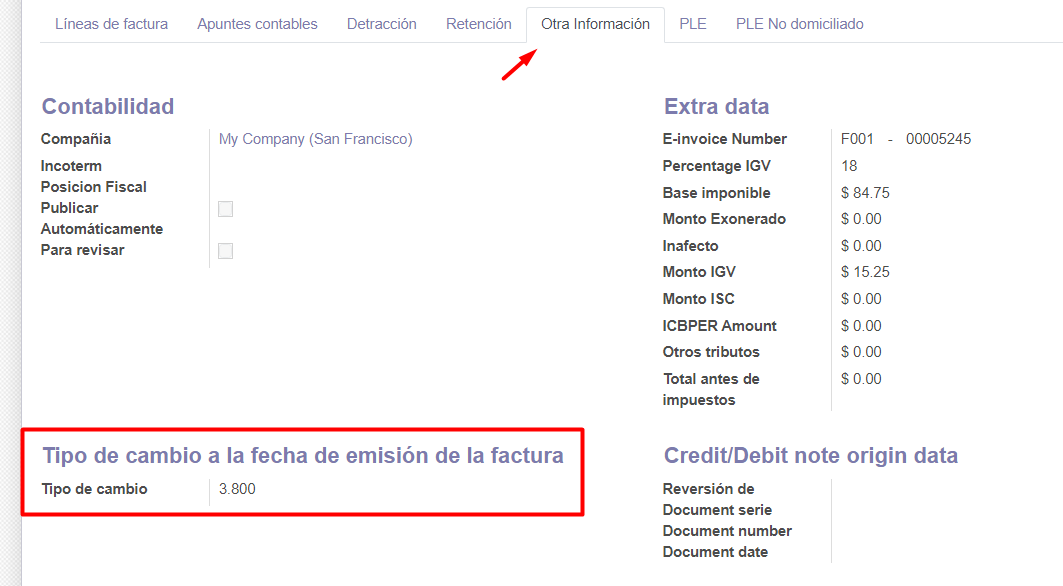 Líneas de factura Apuntes contables Detracción Retención Otra Información PLE PLE No domiciliado
Contabilidad
Compañia My Company (San Francisco)
Incoterm
Posicion Fiscal
Publicar
Automáticamente
Para revisar
Extra data
E-invoice Number F001 - 00005245
Percentage IGV 18
Base imponible $ 84.75
Monto Exonerado $ 0.00
Inafecto $ 0.00
Monto IGV $ 15.25
Monto ISC $ 0.00
ICBPER Amount $ 0.00
Otros tributos $ 0.00
Total antes de $ 0.00
impuestos
Tipo de cambio a la fecha de emisión de la factura
Tipo de cambio 3.800
Credit/Debit note origin data
Reversión de
Document serie
Document number
Document date